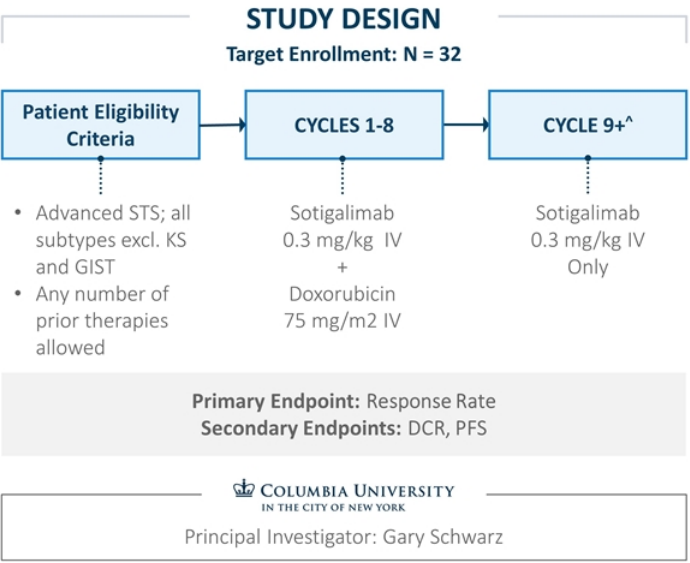 STUDY DESIGN
Target Enrollment: N = 32
Patient Eligibility
Criteria
CYCLES 1-8
CYCLE 9+^
• Advanced STS; all
subtypes excl. KS
and GIST
• Any number of
prior therapies
allowed
Sotigalimab
0.3 mg/kg IV
+
Doxorubicin
75 mg/m2 IV
Sotigalimab
0.3 mg/kg IV
Only
Primary Endpoint: Response Rate
Secondary Endpoints: DCR, PFS
COLUMBIA UNIVERSITY
IN THE CITY OF NEW YORK
Principal Investigator: Gary Schwarz